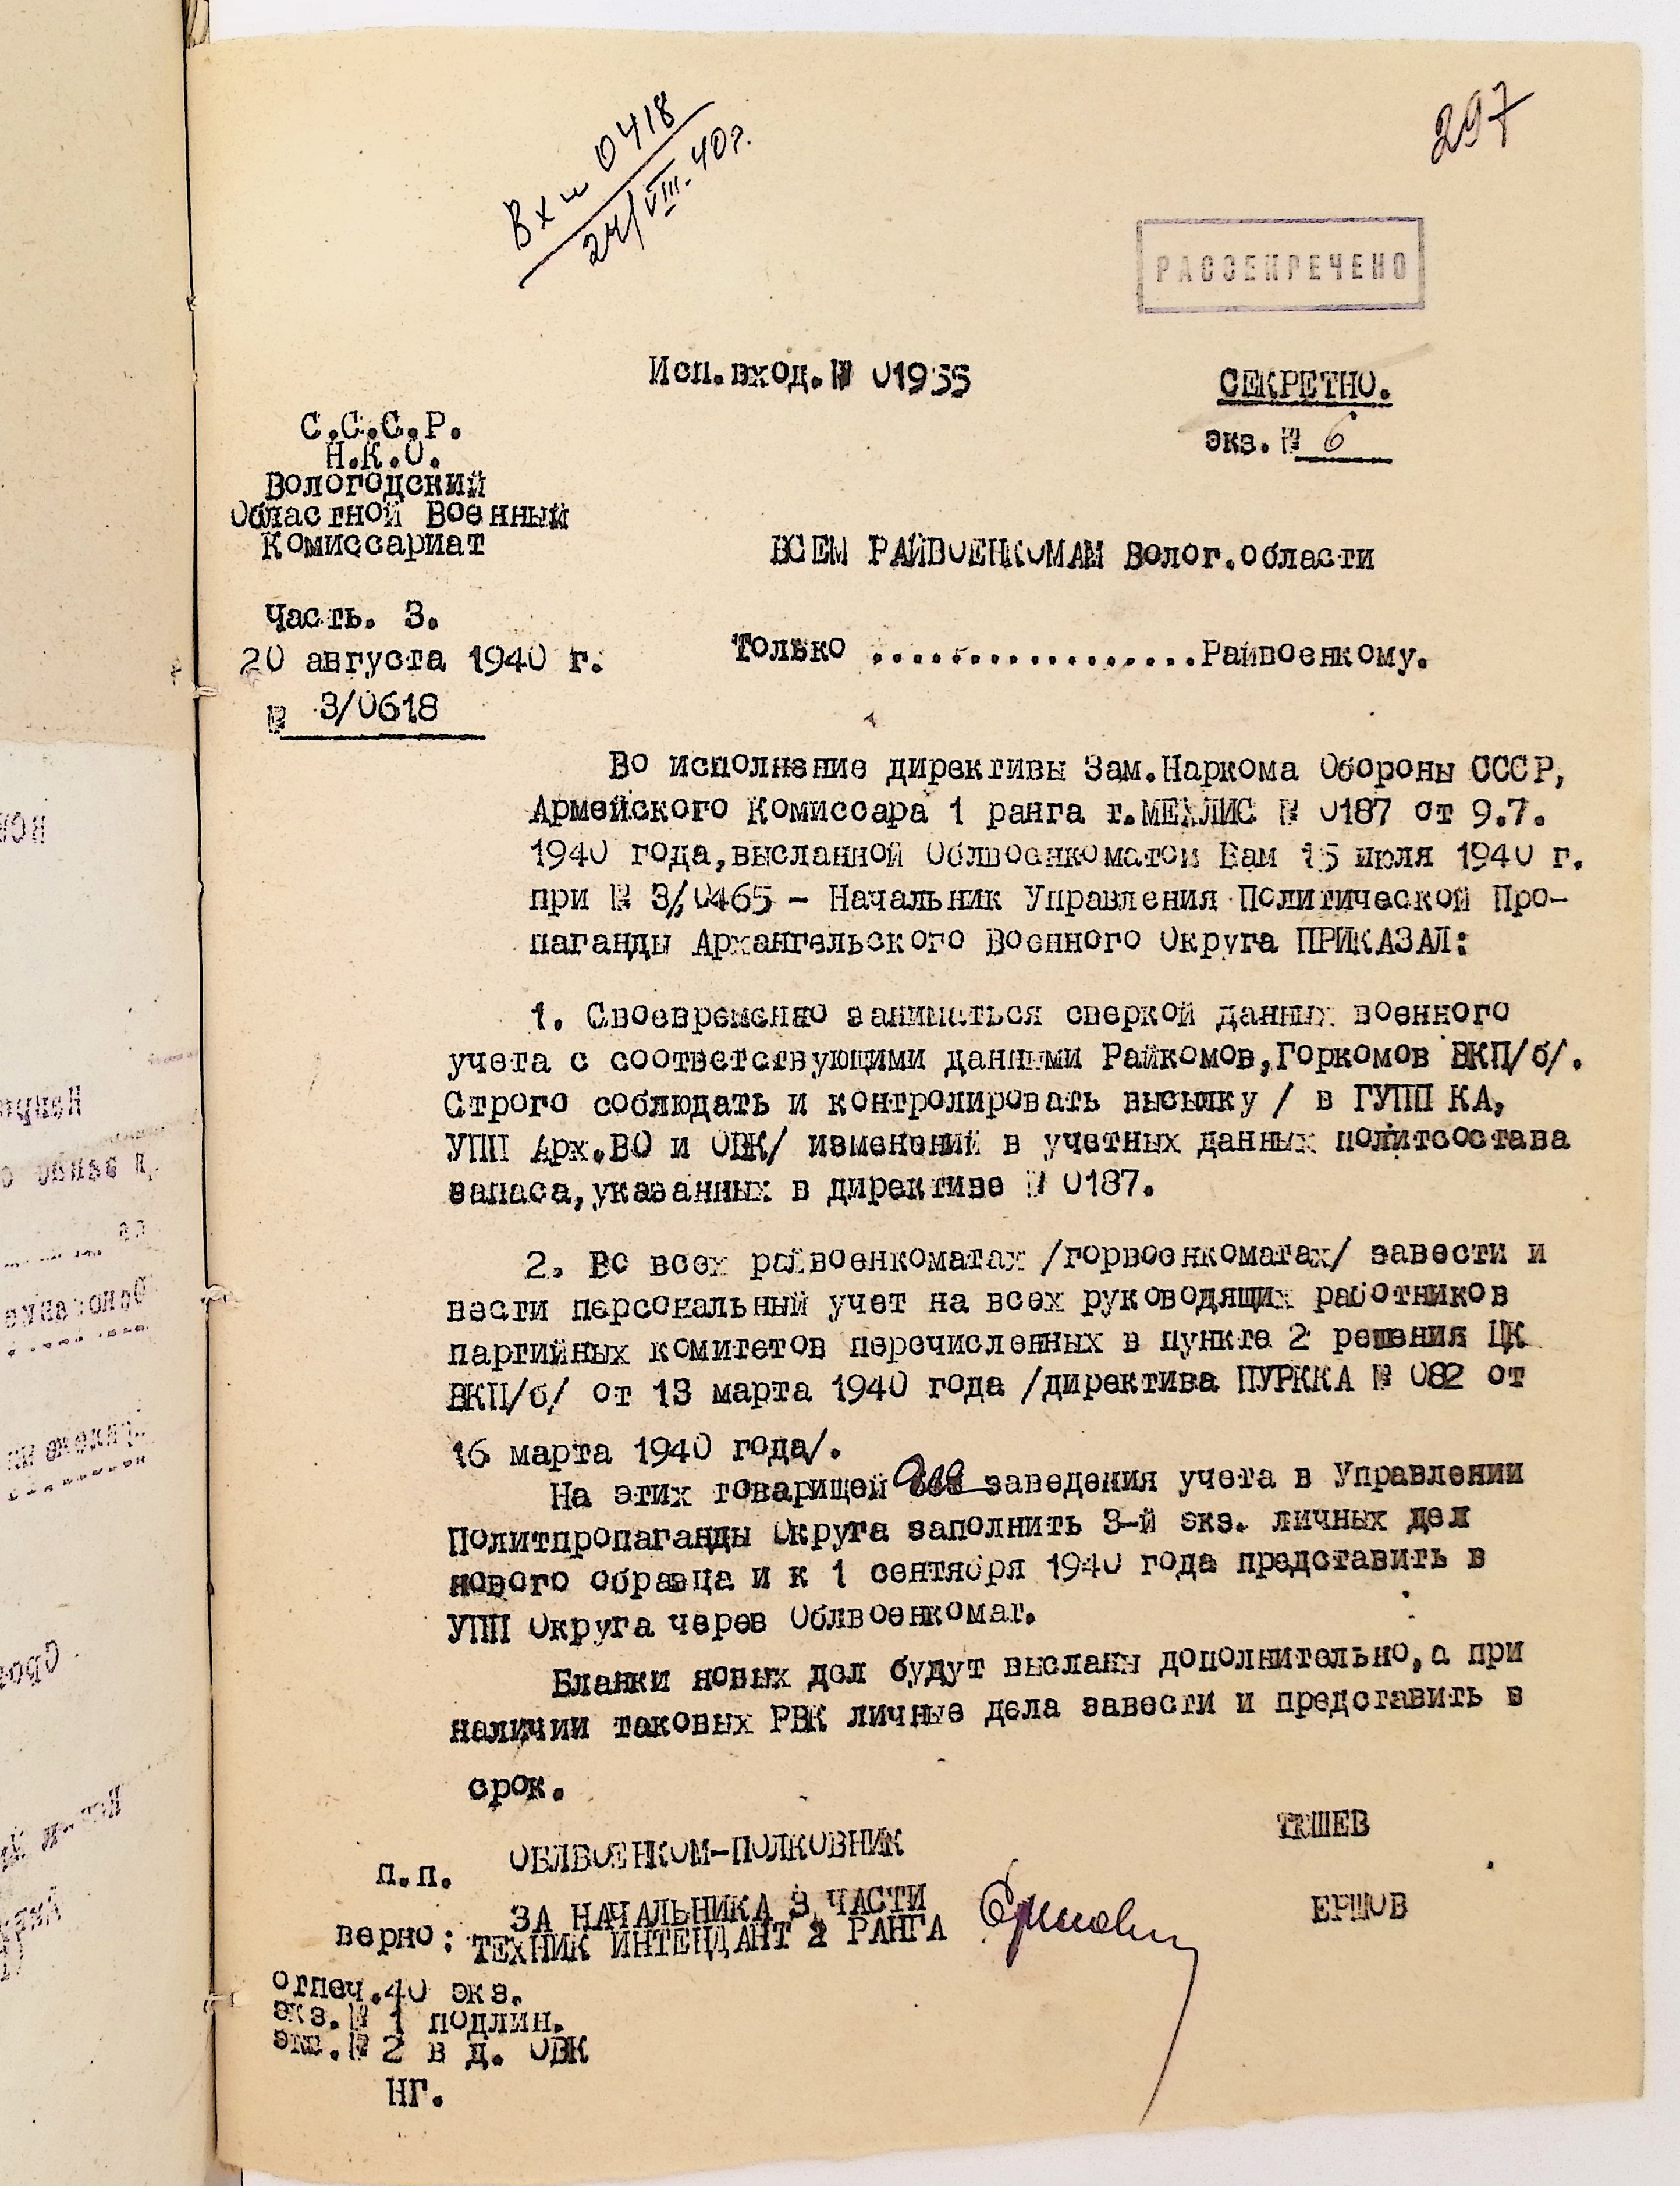 297
Вх № 0418
24/VIII. 40г.
РАССЕКРЕЧЕНО
Исп.вход.№ 01955
СЕКРЕТНО.
экз.№ 6
С.С.С.Р.
Н.К.О.
Вологодский
Областной Военный
Комиссариат
ВСЕМ РАЙВОЕНКОМАМ Волог.области
Часть. 3.
20 августа 1940 г.
№ 3/0618
Только ....................Райвоенкому.
Во исполнение директивы Зам.Наркома Обороны СССР,
Армейского Комиссара 1 ранга т.МЕХЛИС № 0187 от 9.7.
1940 года,высланной Облвоенкоматом Вам 15 июля 1940 г.
при № 3/0465 – Начальник Управления Политической Про-
паганды Архангельского Военного Округа ПРИКАЗАЛ:
1. Своевременно заниматься сверкой данных военного
учета с соответствующими данными Райкомов,Горкомов ВКП/б/.
Строго соблюдать и контролировать высылку / в ГУПП КА,
УПП Арх.ВО и ОВК/ изменений в учетных данных политсостава
запаса,указанных в директиве № 0187.
2. Во всех райвоенкоматах /горвоенкоматах/ завести и
вести персональный учет на всех руководящих работников
партийных комитетов перечисленных в пункте 2 решения ЦК
ВКП/б/ от 13 марта 1940 года /директива ПУРККА № 082 от
16 марта 1940 года/.
На этих товарищей для заведения учета в Управлении
Политпропаганды Округа заполнить 3-й экз. личных дел
нового образца и к 1 сентября 1940 года представить в
УПП Округа через Облвоенкомат.
Бланки новых дел будут высланы дополнительно,а при
наличии таковых РВК личные дела завести и представить в
срок.
п.п. ОБЛВОЕНКОМ–ПОЛКОВНИК ТЯШЕВ
ЗА НАЧАЛЬНИКА 3 ЧАСТИ
верно: ТЕХНИК ИНТЕНДАНТ 2 РАНГА Ершов ЕРШОВ
отпеч.40 экз.
экз.№ 1 подлин.
экз.№ 2 в д. ОВК
НГ.